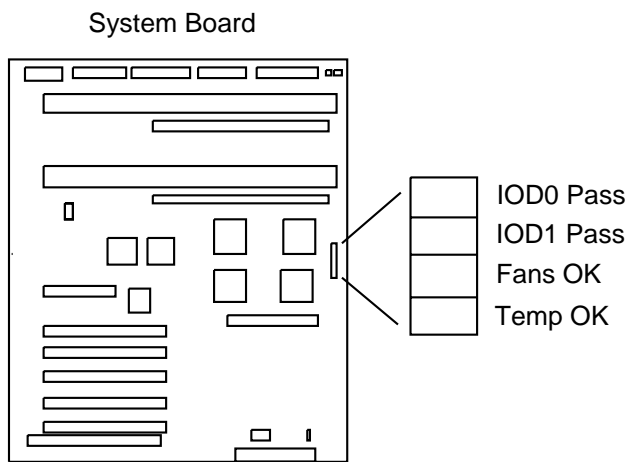 System Board
IOD0 Pass
IOD1 Pass
Fans OK
Temp OK